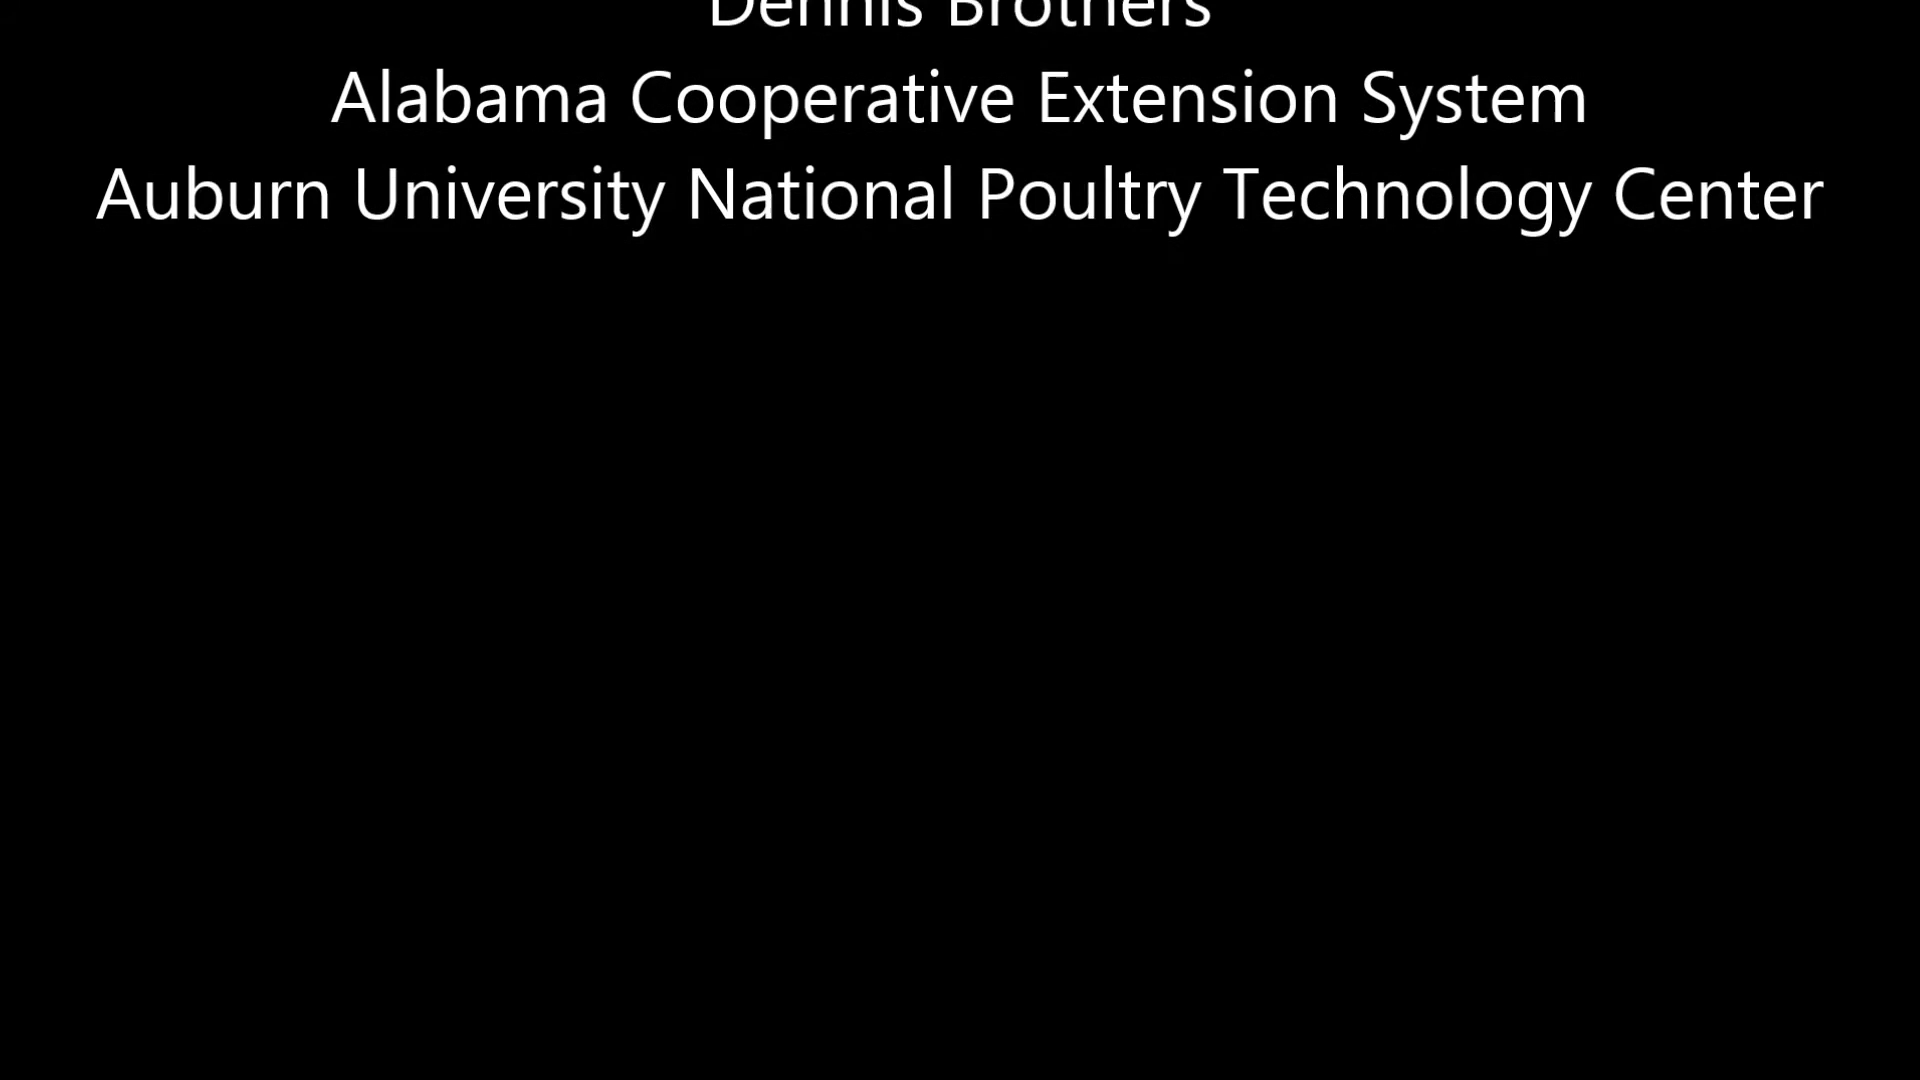 Dennis Brothers
Alabama Cooperative Extension System
Auburn University National Poultry Technology Center